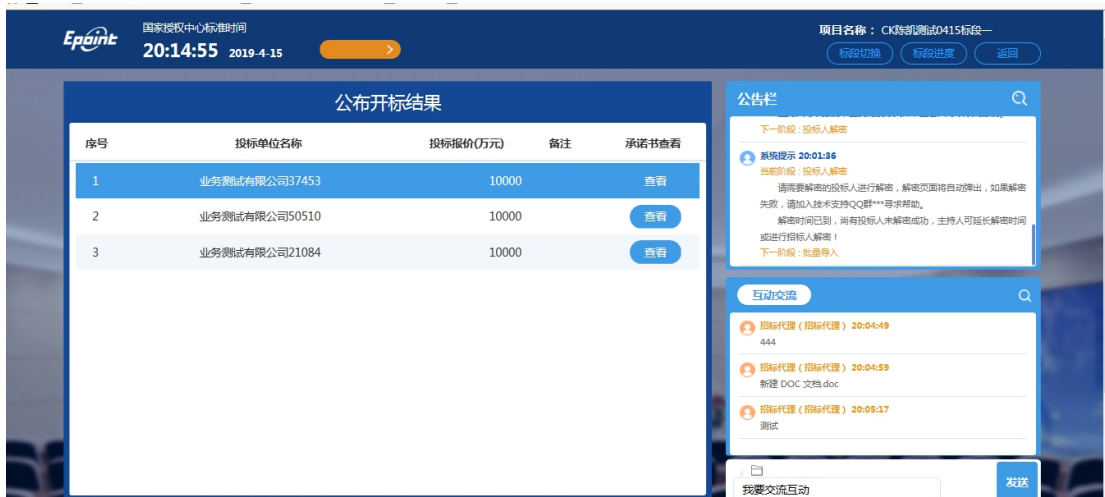 Epoint
国家授权中心标准时间
20:14:55 2019-4-15
>
项目名称： CK陈凯测试0415标段一
标段切换 标段进度 返回
公布开标结果
序号 投标单位名称 投标报价(万元) 备注 承诺书查看
1 业务测试有限公司37453 10000 查看
2 业务测试有限公司50510 10000 查看
3 业务测试有限公司21084 10000 查看
公告栏
下一阶段 : 投标人解密
系统提示 20:01:36
当前阶段 : 投标人解密
请需要解密的投标人进行解密，解密页面将自动弹出，如果解密
失败，请加入技术支持QQ群***寻求帮助。
解密时间已到，尚有投标人未解密成功，主持人可延长解密时间
或进行招标人解密！
下一阶段 : 批量导入
互动交流
招标代理（招标代理） 20:04:49
444
招标代理（招标代理） 20:04:59
新建 DOC 文档.doc
招标代理（招标代理） 20:05:17
测试
我要交流互动
发送